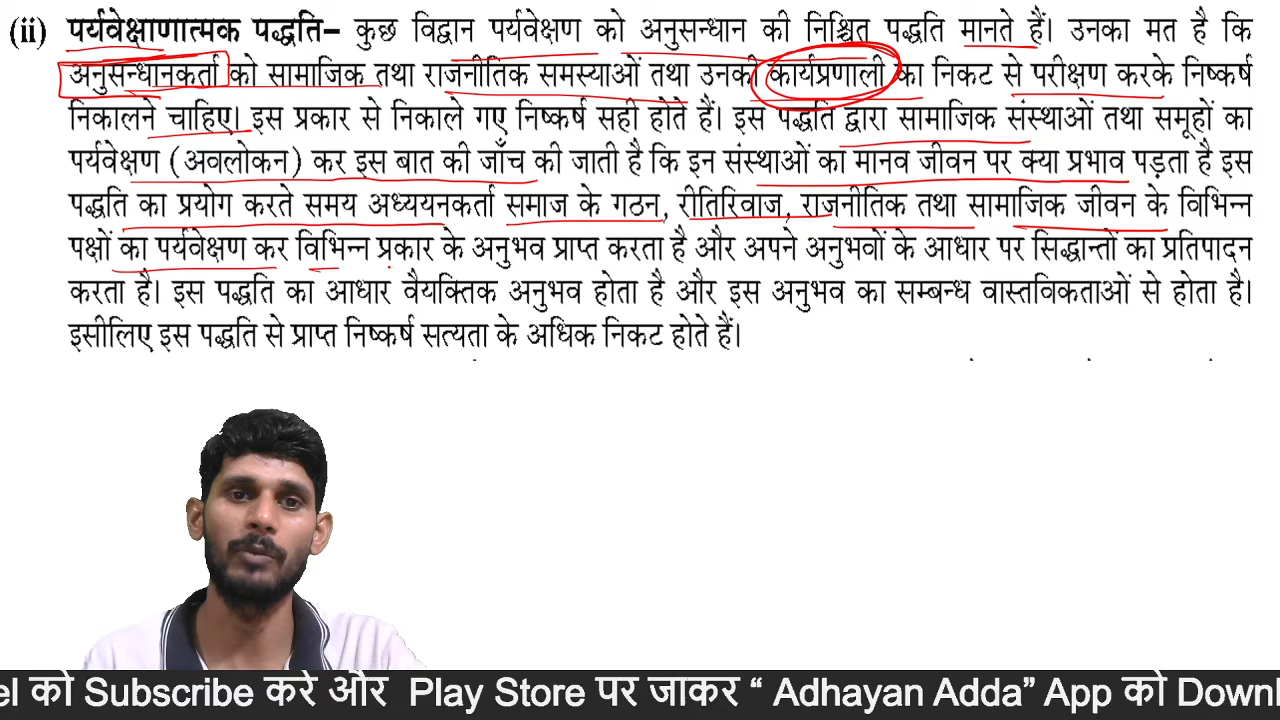 (ii) पर्यवेक्षाणात्मक पद्धति– कुछ विद्वान पर्यवेक्षण को अनुसन्धान की निश्चित पद्धति मानते हैं। उनका मत है कि
अनुसन्धानकर्ता को सामाजिक तथा राजनीतिक समस्याओं तथा उनकी कार्यप्रणाली का निकट से परीक्षण करके निष्कर्ष
निकालने चाहिए। इस प्रकार से निकाले गए निष्कर्ष सही होते हैं। इस पद्धति द्वारा सामाजिक संस्थाओं तथा समूहों का
पर्यवेक्षण (अवलोकन) कर इस बात की जाँच की जाती है कि इन संस्थाओं का मानव जीवन पर क्या प्रभाव पड़ता है इस
पद्धति का प्रयोग करते समय अध्ययनकर्ता समाज के गठन, रीतिरिवाज, राजनीतिक तथा सामाजिक जीवन के विभिन्न
पक्षों का पर्यवेक्षण कर विभिन्न प्रकार के अनुभव प्राप्त करता है और अपने अनुभवों के आधार पर सिद्धान्तों का प्रतिपादन
करता है। इस पद्धति का आधार वैयक्तिक अनुभव होता है और इस अनुभव का सम्बन्ध वास्तविकताओं से होता है।
इसीलिए इस पद्धति से प्राप्त निष्कर्ष सत्यता के अधिक निकट होते हैं।
को Subscribe करे और Play Store पर जाकर “ Adhayan Adda” App को